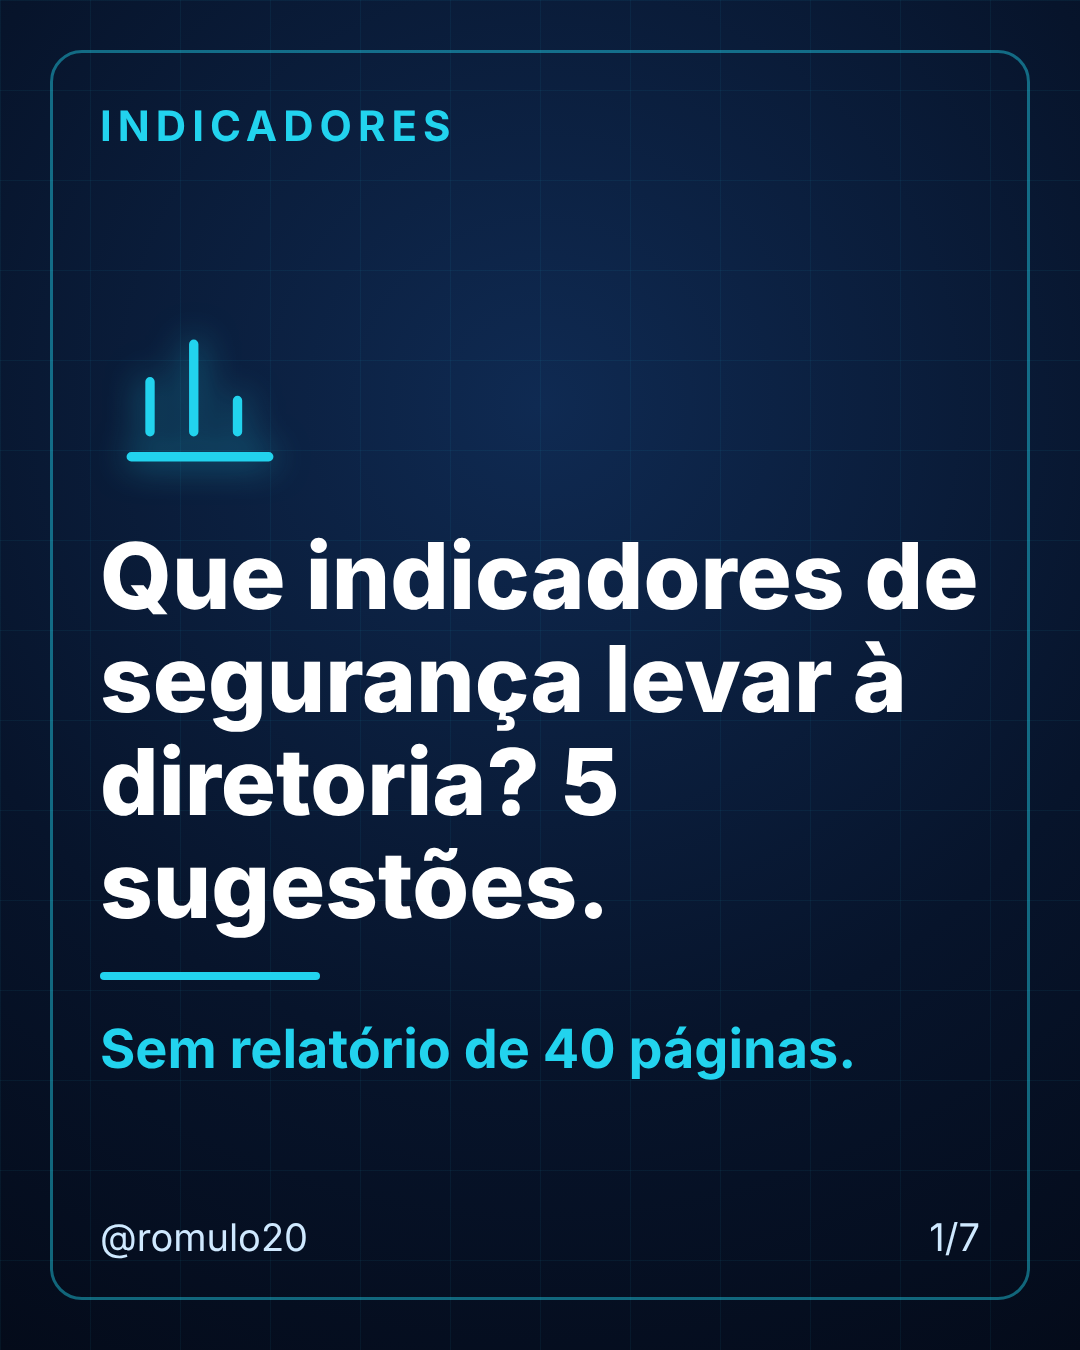 INDICADORES
Que indicadores de
segurança levar à
diretoria? 5
sugestões.
Sem relatório de 40 páginas.
@romulo20
1/7